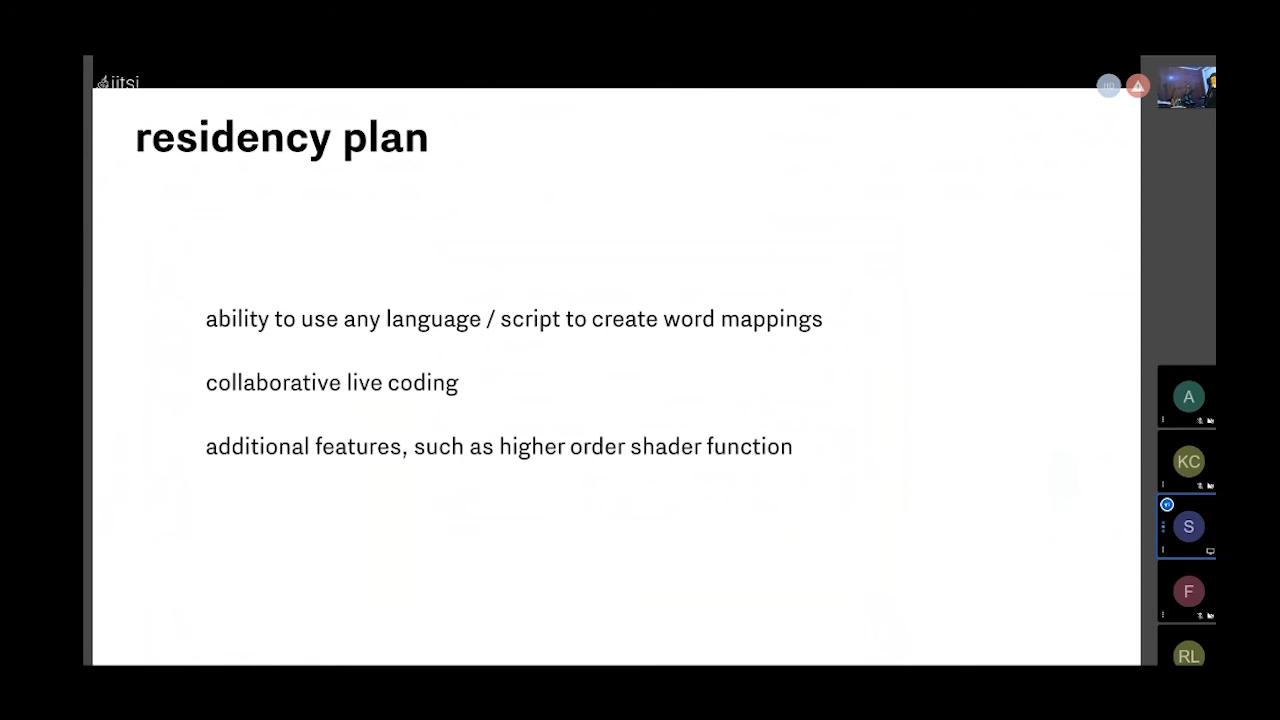 jitsi
residency plan
ability to use any language / script to create word mappings
collaborative live coding
additional features, such as higher order shader function
A
KC
S
F
RL